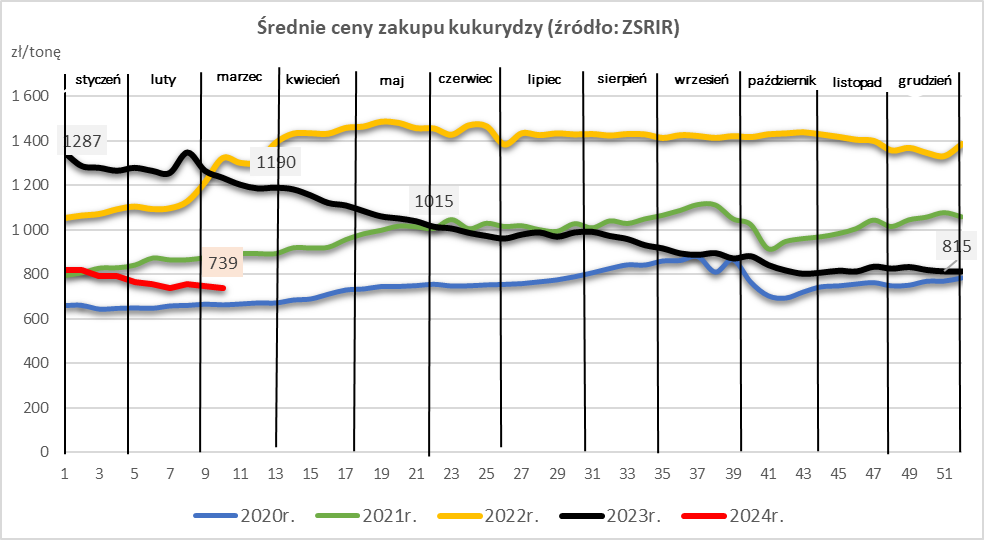 Średnie ceny zakupu kukurydzy (źródło: ZSRIR)
zł/tonę
styczeń luty marzec kwiecień maj czerwiec lipiec sierpień wrzesień październik listopad grudzień
1 600
1 400
1 200
1 000
800
600
400
200
0
1287
1190
1015
739
815
1 3 5 7 9 11 13 15 17 19 21 23 25 27 29 31 33 35 37 39 41 43 45 47 49 51
2020r. 2021r. 2022r. 2023r. 2024r.